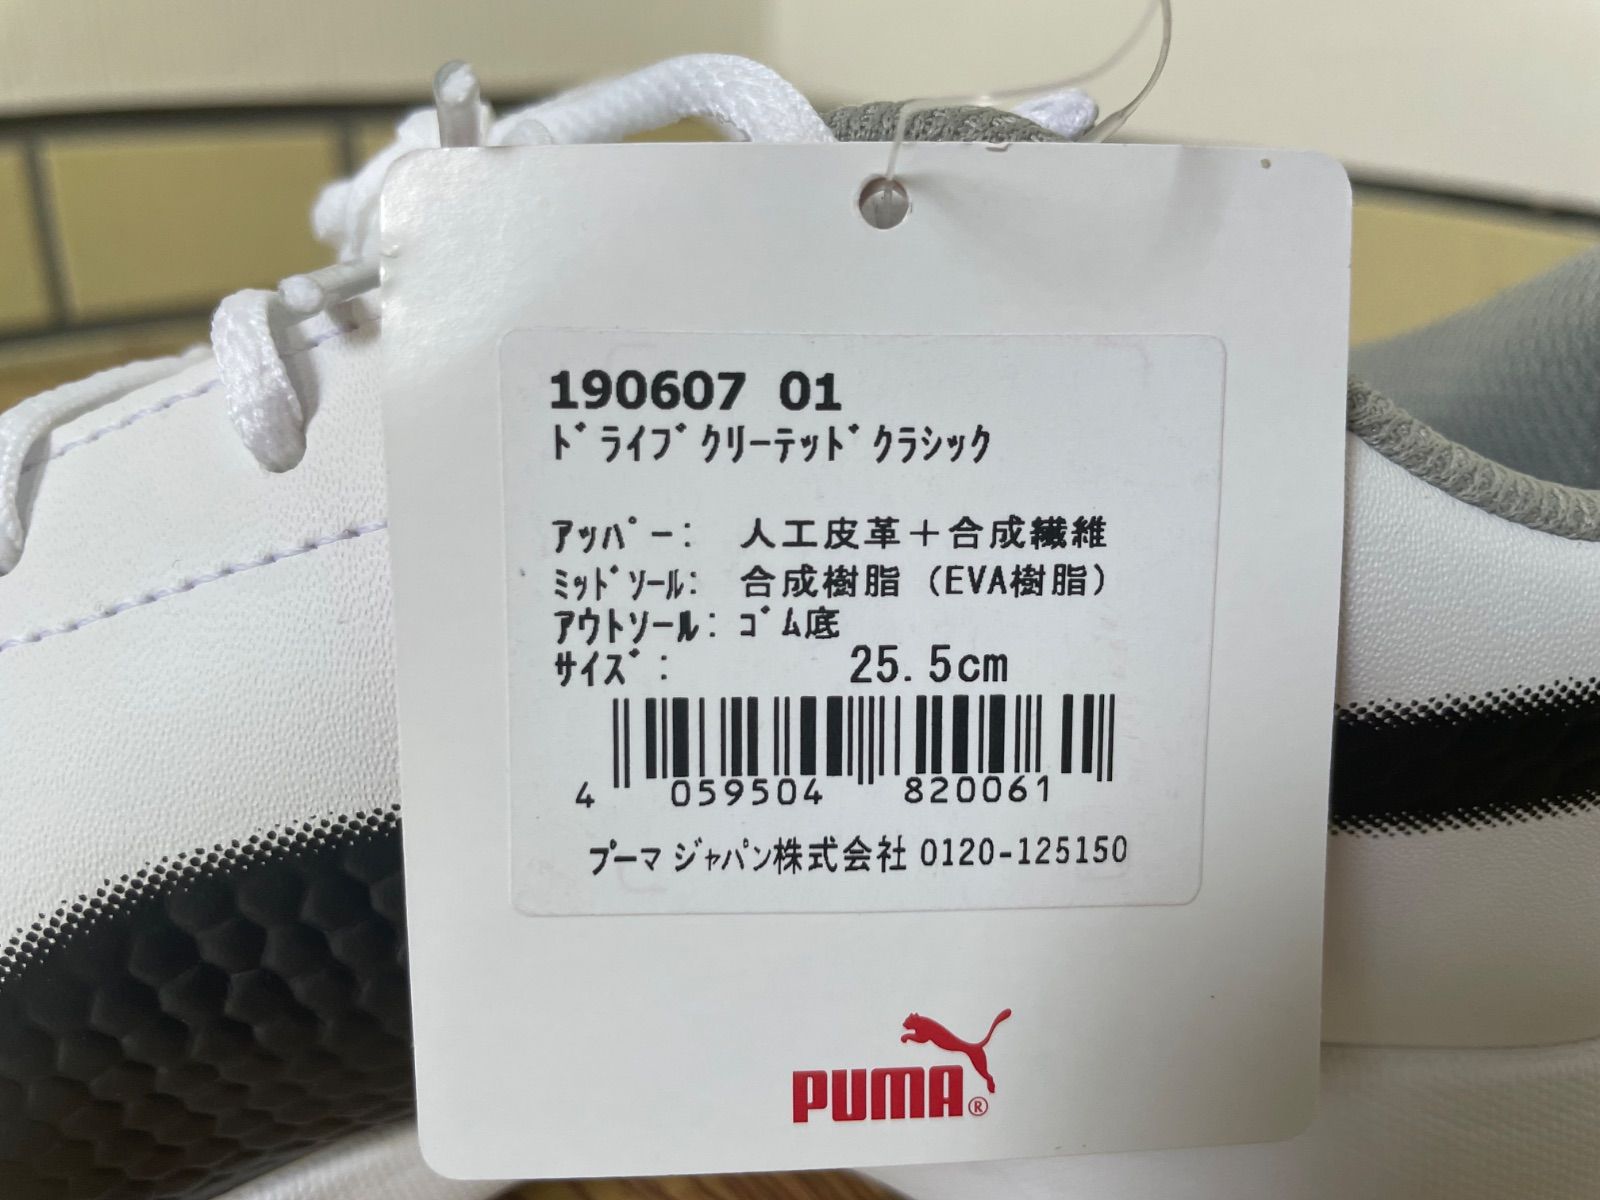 190607 01
ﾄﾞﾗｲﾌﾞｸﾘｰﾃｯﾄﾞｸﾗｼｯｸ
ｱｯﾊﾟｰ: 人工皮革＋合成繊維
ﾐｯﾄﾞｿｰﾙ: 合成樹脂（EVA樹脂）
ｱｳﾄｿｰﾙ: ｺﾞﾑ底
ｻｲｽﾞ: 25.5cm
4 059504 820061
プーマ ジャパン株式会社 0120-125150
PUMA®